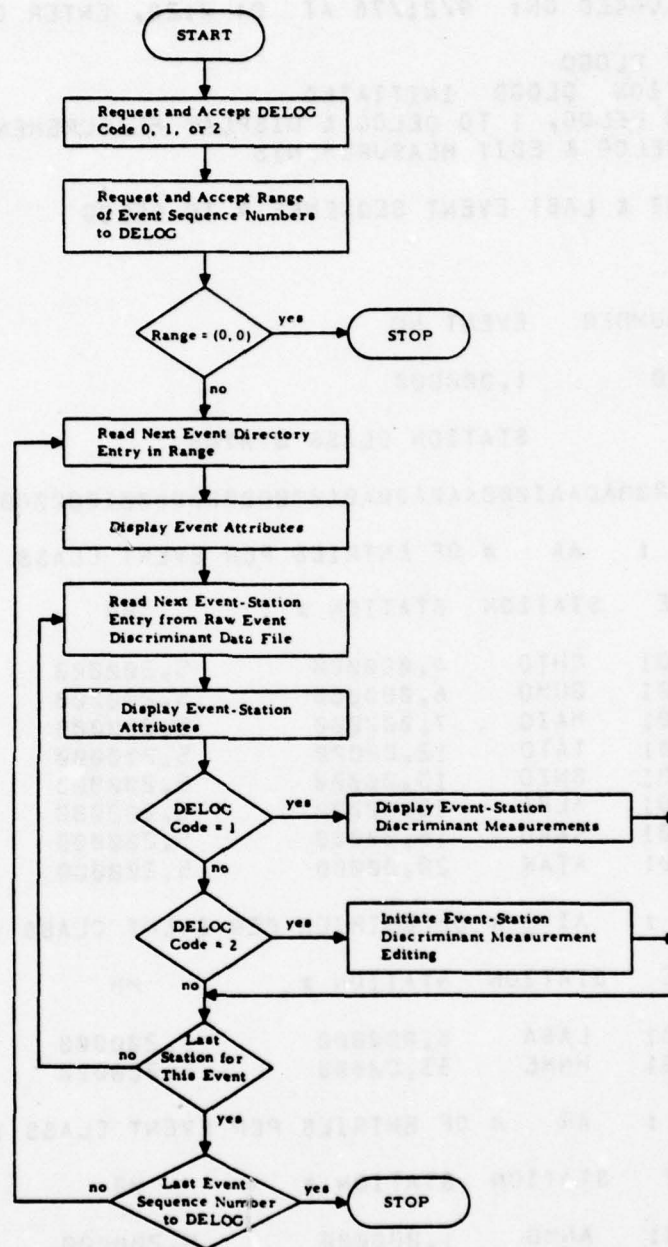 START
Request and Accept DELOG
Code 0, 1, or 2
Request and Accept Range
of Event Sequence Numbers
to DELOG
Range = (0, 0)
yes
STOP
no
Read Next Event Directory
Entry in Range
Display Event Attributes
Read Next Event-Station
Entry from Raw Event
Discriminant Data File
Display Event-Station
Attributes
DELOG
Code = 1
yes
Display Event-Station
Discriminant Measurements
no
DELOG
Code = 2
yes
Initiate Event-Station
Discriminant Measurement
Editing
no
Last
Station for
This Event
no
yes
Last Event
Sequence Number
to DELOG
no
yes
STOP